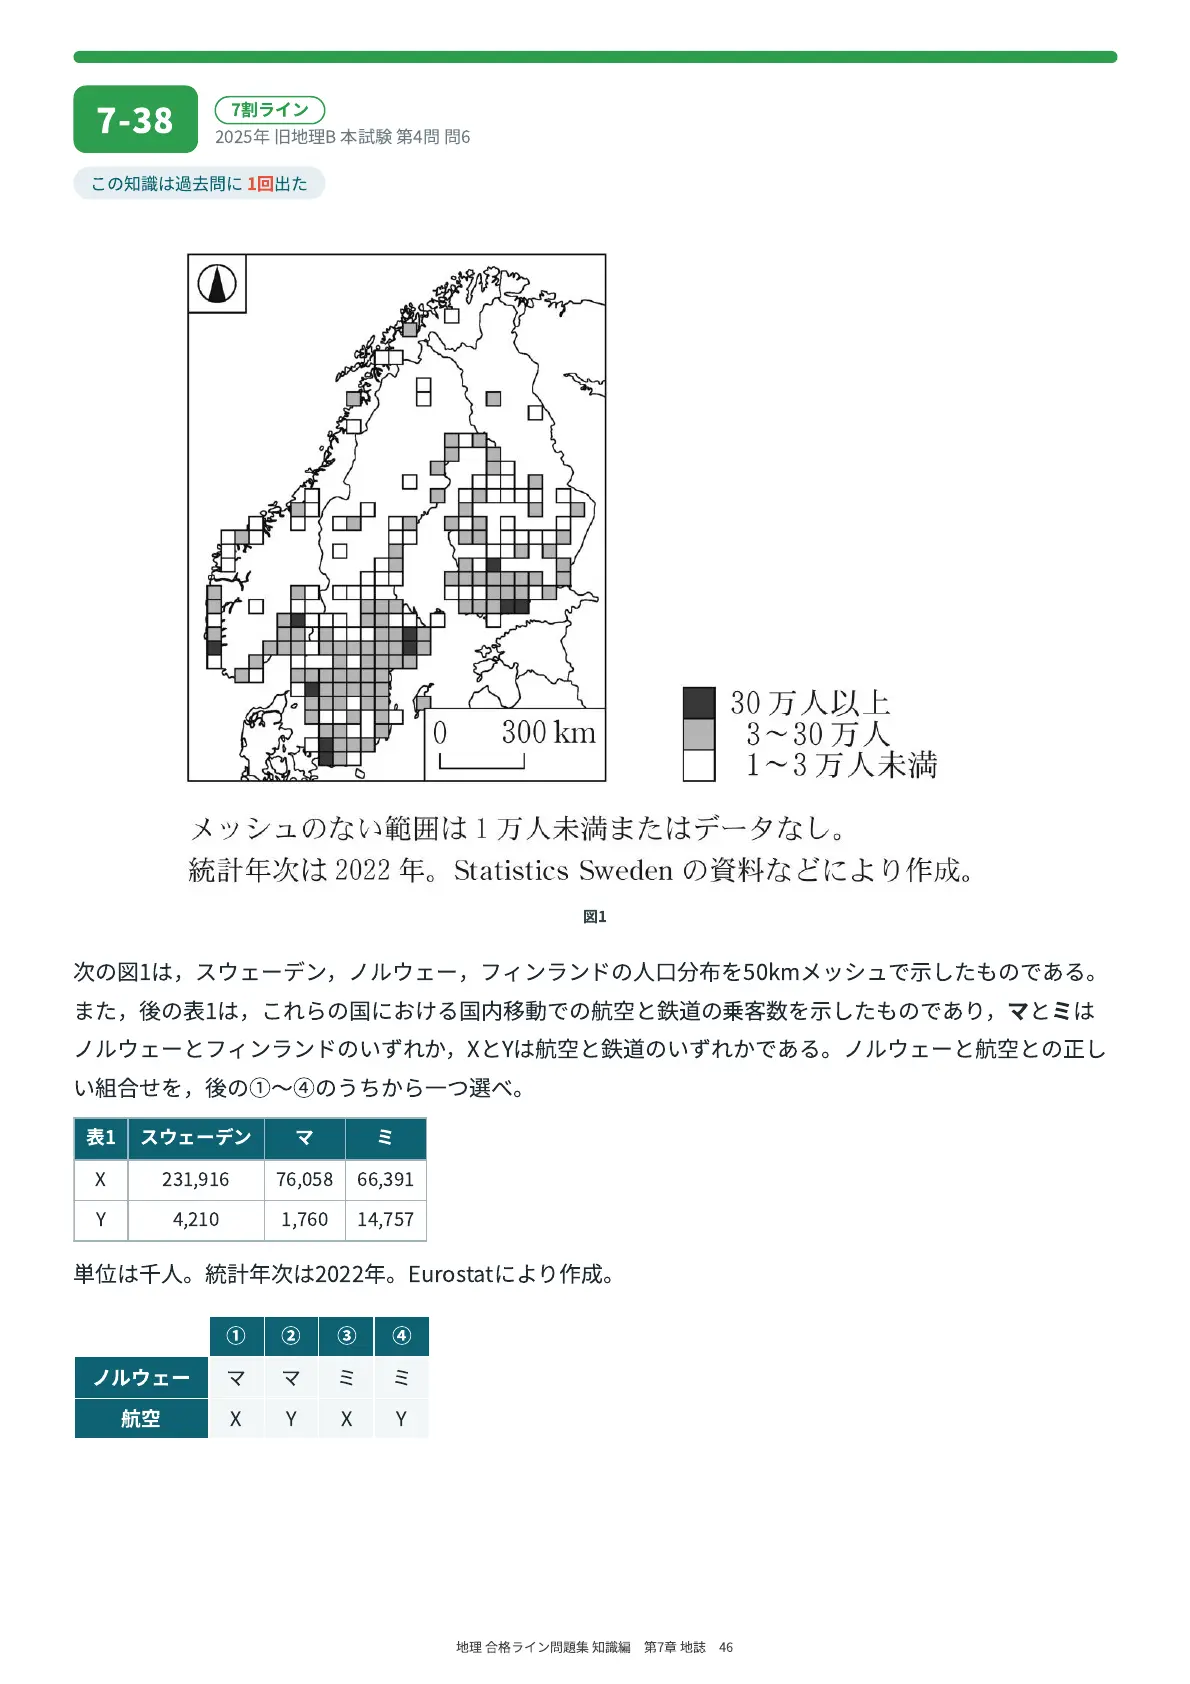 7-38
7割ライン
2025年 旧地理B 本試験 第4問 問6
この知識は過去問に 1回出た
0 300 km
30 万人以上
3～30 万人
1～3 万人未満
メッシュのない範囲は 1 万人未満またはデータなし。
統計年次は 2022 年。Statistics Sweden の資料などにより作成。
図1
次の図1は，スウェーデン，ノルウェー，フィンランドの人口分布を50kmメッシュで示したものである。
また，後の表1は，これらの国における国内移動での航空と鉄道の乗客数を示したものであり，マとミは
ノルウェーとフィンランドのいずれか，XとYは航空と鉄道のいずれかである。ノルウェーと航空との正し
い組合せを，後の①～④のうちから一つ選べ。
表1 スウェーデン マ ミ
X 231,916 76,058 66,391
Y 4,210 1,760 14,757
単位は千人。統計年次は2022年。Eurostatにより作成。
① ② ③ ④
ノルウェー マ マ ミ ミ
航空 X Y X Y
地理 合格ライン問題集 知識編 第7章 地誌 46